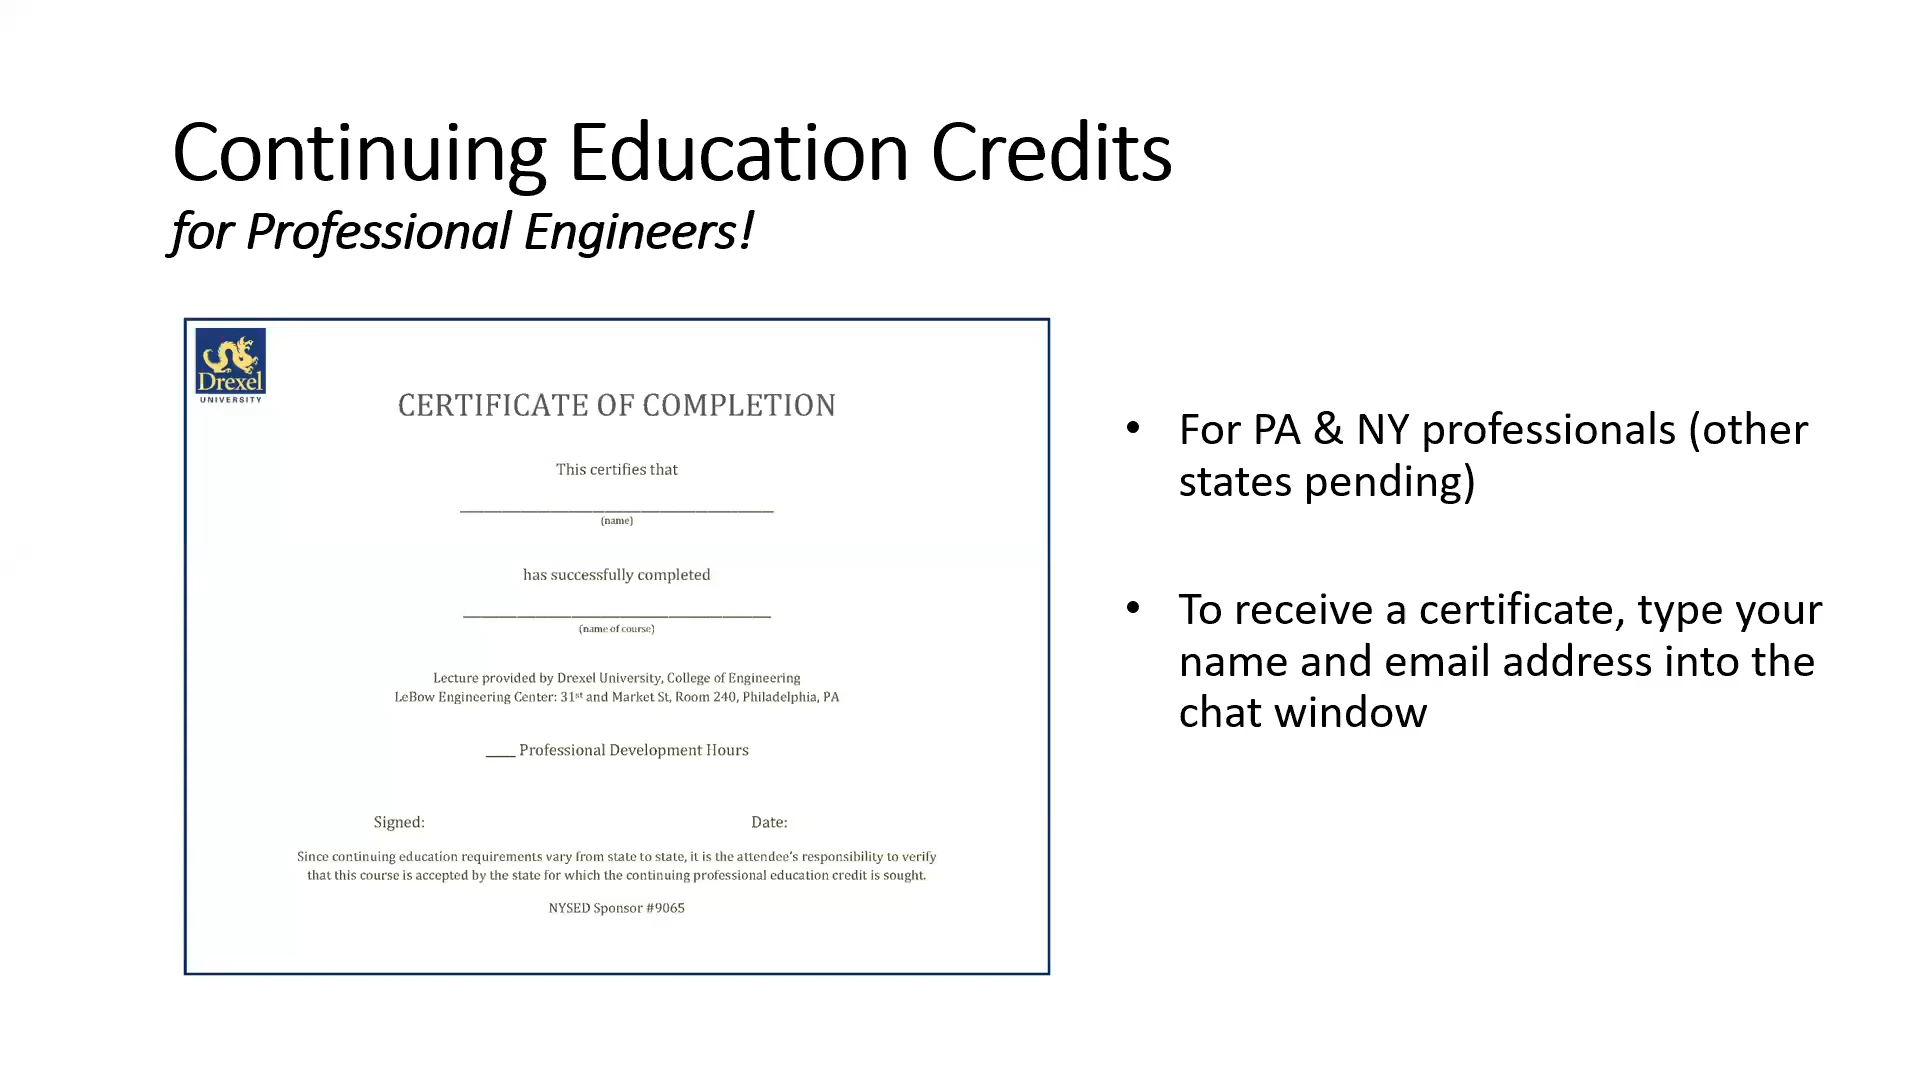 Continuing Education Credits
for Professional Engineers!
Drexel
UNIVERSITY
CERTIFICATE OF COMPLETION
This certifies that
(name)
has successfully completed
(name of course)
Lecture provided by Drexel University, College of Engineering
LeBow Engineering Center: 31st and Market St, Room 240, Philadelphia, PA
____ Professional Development Hours
Signed: Date:
Since continuing education requirements vary from state to state, it is the attendee's responsibility to verify
that this course is accepted by the state for which the continuing professional education credit is sought.
NYSED Sponsor #9065
• For PA & NY professionals (other
states pending)
• To receive a certificate, type your
name and email address into the
chat window